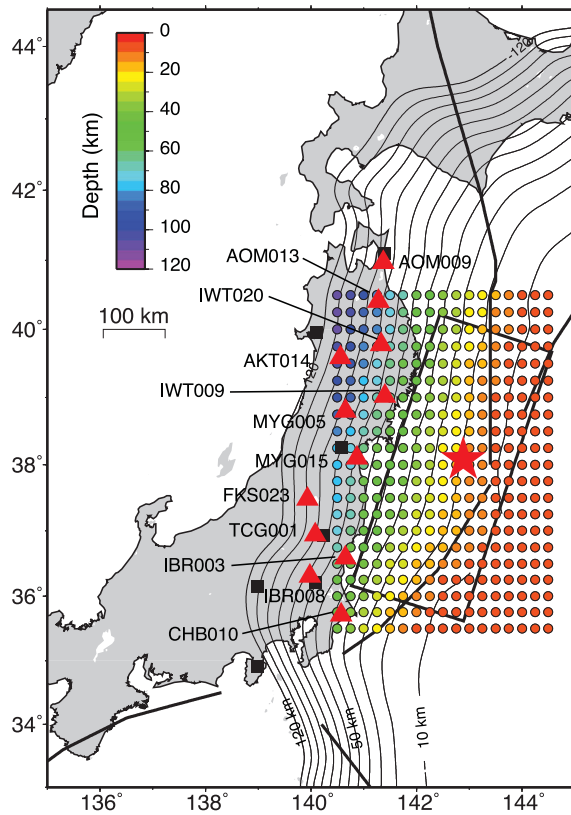 44˚
42˚
40˚
38˚
36˚
34˚
136˚
138˚
140˚
142˚
144˚
Depth (km)
0
20
40
60
80
100
120
100 km
-120
AOM013
AOM009
IWT020
AKT014
120
IWT009
MYG005
MYG015
FKS023
TCG001
IBR003
IBR008
CHB010
120 km
50 km
10 km